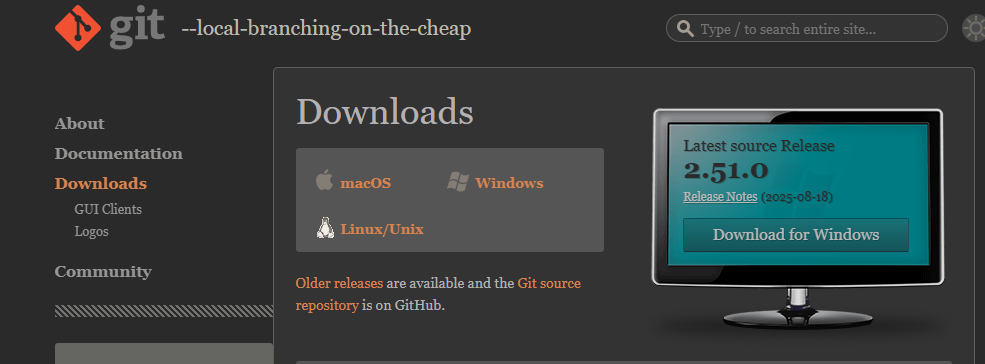 git --local-branching-on-the-cheap
Type / to search entire site...
About
Documentation
Downloads
GUI Clients
Logos
Community
Downloads
macOS
Windows
Linux/Unix
Older releases are available and the Git source
repository is on GitHub.
Latest source Release
2.51.0
Release Notes (2025-08-18)
Download for Windows